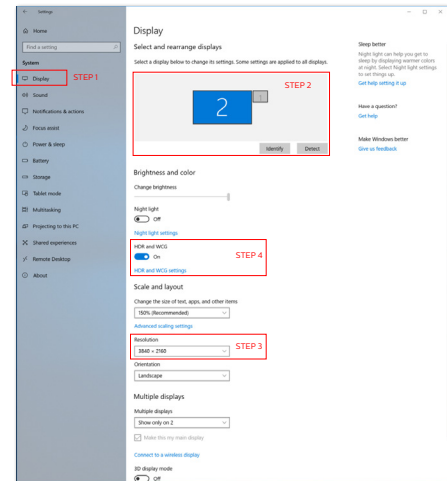 Settings
Home
Find a setting
System
Display
STEP 1
Sound
Notifications & actions
Focus assist
Power & sleep
Battery
Storage
Tablet mode
Multitasking
Projecting to this PC
Shared experiences
Remote Desktop
About
Display
Select and rearrange displays
Select a display below to change its settings. Some settings are applied to all displays.
STEP 2
2
1
Identify
Detect
Brightness and color
Change brightness
Night light
Off
Night light settings
HDR and WCG
On
STEP 4
HDR and WCG settings
Scale and layout
Change the size of text, apps, and other items
150% (Recommended)
Advanced scaling settings
Resolution
3840 × 2160
STEP 3
Orientation
Landscape
Multiple displays
Multiple displays
Show only on 2
Make this my main display
Connect to a wireless display
3D display mode
Off
Sleep better
Night light can help you get to
sleep by displaying warmer colors
at night. Select Night light settings
to set things up.
Get help setting it up
Have a question?
Get help
Make Windows better
Give us feedback